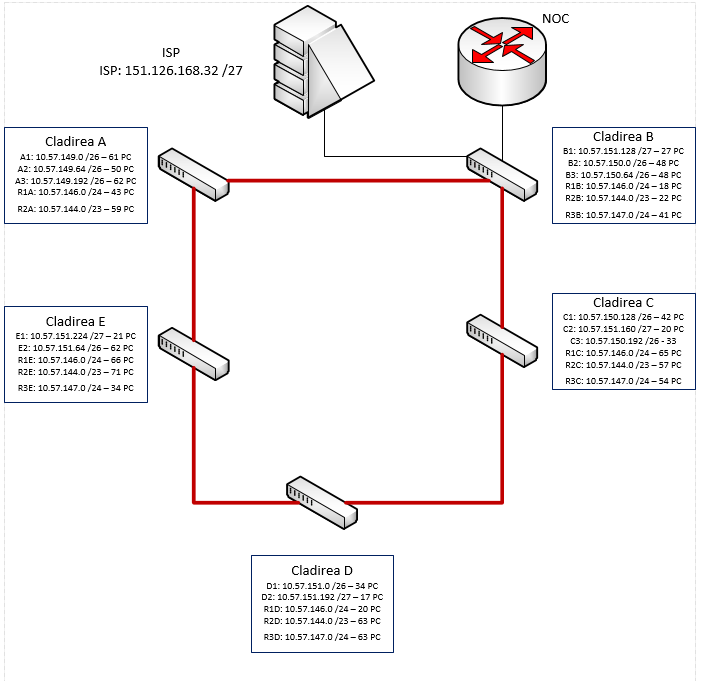 NOC
ISP
ISP: 151.126.168.32 /27
Cladirea A
A1: 10.57.149.0 /26 – 61 PC
A2: 10.57.149.64 /26 – 50 PC
A3: 10.57.149.192 /26 – 62 PC
R1A: 10.57.146.0 /24 – 43 PC
R2A: 10.57.144.0 /23 – 59 PC
Cladirea B
B1: 10.57.151.128 /27 – 27 PC
B2: 10.57.150.0 /26 – 48 PC
B3: 10.57.150.64 /26 – 48 PC
R1B: 10.57.146.0 /24 – 18 PC
R2B: 10.57.144.0 /23 – 22 PC
R3B: 10.57.147.0 /24 – 41 PC
Cladirea E
E1: 10.57.151.224 /27 – 21 PC
E2: 10.57.151.64 /26 – 62 PC
R1E: 10.57.146.0 /24 – 66 PC
R2E: 10.57.144.0 /23 – 71 PC
R3E: 10.57.147.0 /24 – 34 PC
Cladirea C
C1: 10.57.150.128 /26 – 42 PC
C2: 10.57.151.160 /27 – 20 PC
C3: 10.57.150.192 /26 - 33
R1C: 10.57.146.0 /24 – 65 PC
R2C: 10.57.144.0 /23 – 57 PC
R3C: 10.57.147.0 /24 – 54 PC
Cladirea D
D1: 10.57.151.0 /26 – 34 PC
D2: 10.57.151.192 /27 – 17 PC
R1D: 10.57.146.0 /24 – 20 PC
R2D: 10.57.144.0 /23 – 63 PC
R3D: 10.57.147.0 /24 – 63 PC